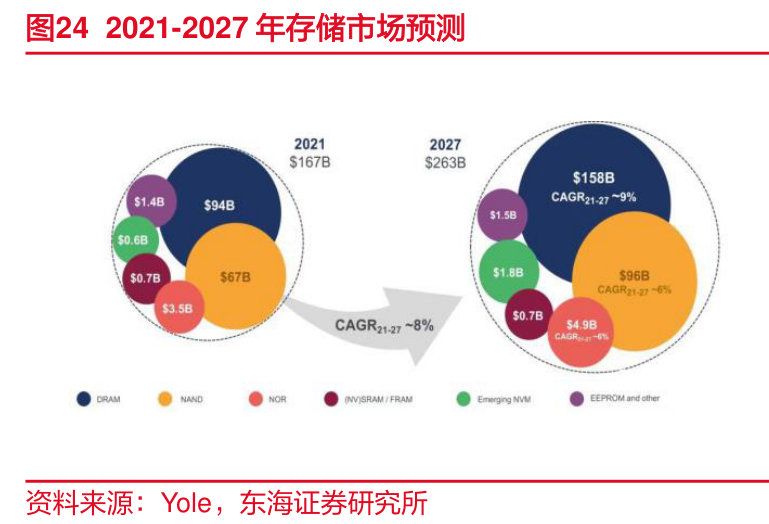 图24 2021-2027 年存储市场预测
2021
$167B
2027
$263B
$94B
$67B
$1.4B
$0.6B
$0.7B
$3.5B
CAGR21-27 ~8%
$158B
CAGR21-27 ~9%
$96B
CAGR21-27 ~6%
$1.5B
$1.8B
$0.7B
$4.9B
CAGR21-27 ~6%
DRAM NAND NOR (NV)SRAM / FRAM Emerging NVM EEPROM and other
资料来源：Yole，东海证券研究所